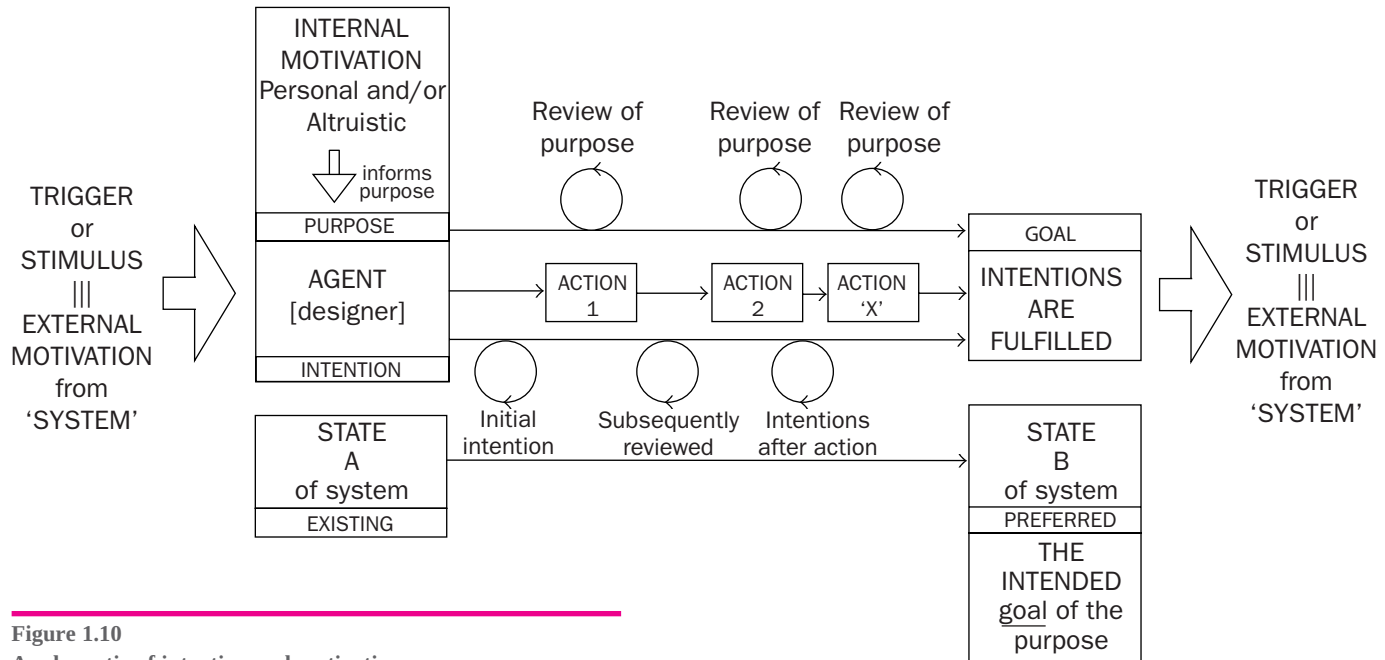 TRIGGER
or
STIMULUS
|||
EXTERNAL
MOTIVATION
from
‘SYSTEM’
INTERNAL
MOTIVATION
Personal and/or
Altruistic
informs
purpose
PURPOSE
AGENT
[designer]
INTENTION
STATE
A
of system
EXISTING
Review of
purpose
Review of
purpose
Review of
purpose
ACTION
1
ACTION
2
ACTION
‘X’
Initial
intention
Subsequently
reviewed
Intentions
after action
GOAL
INTENTIONS
ARE
FULFILLED
STATE
B
of system
PREFERRED
THE
INTENDED
goal of the
purpose
TRIGGER
or
STIMULUS
|||
EXTERNAL
MOTIVATION
from
‘SYSTEM’
Figure 1.10